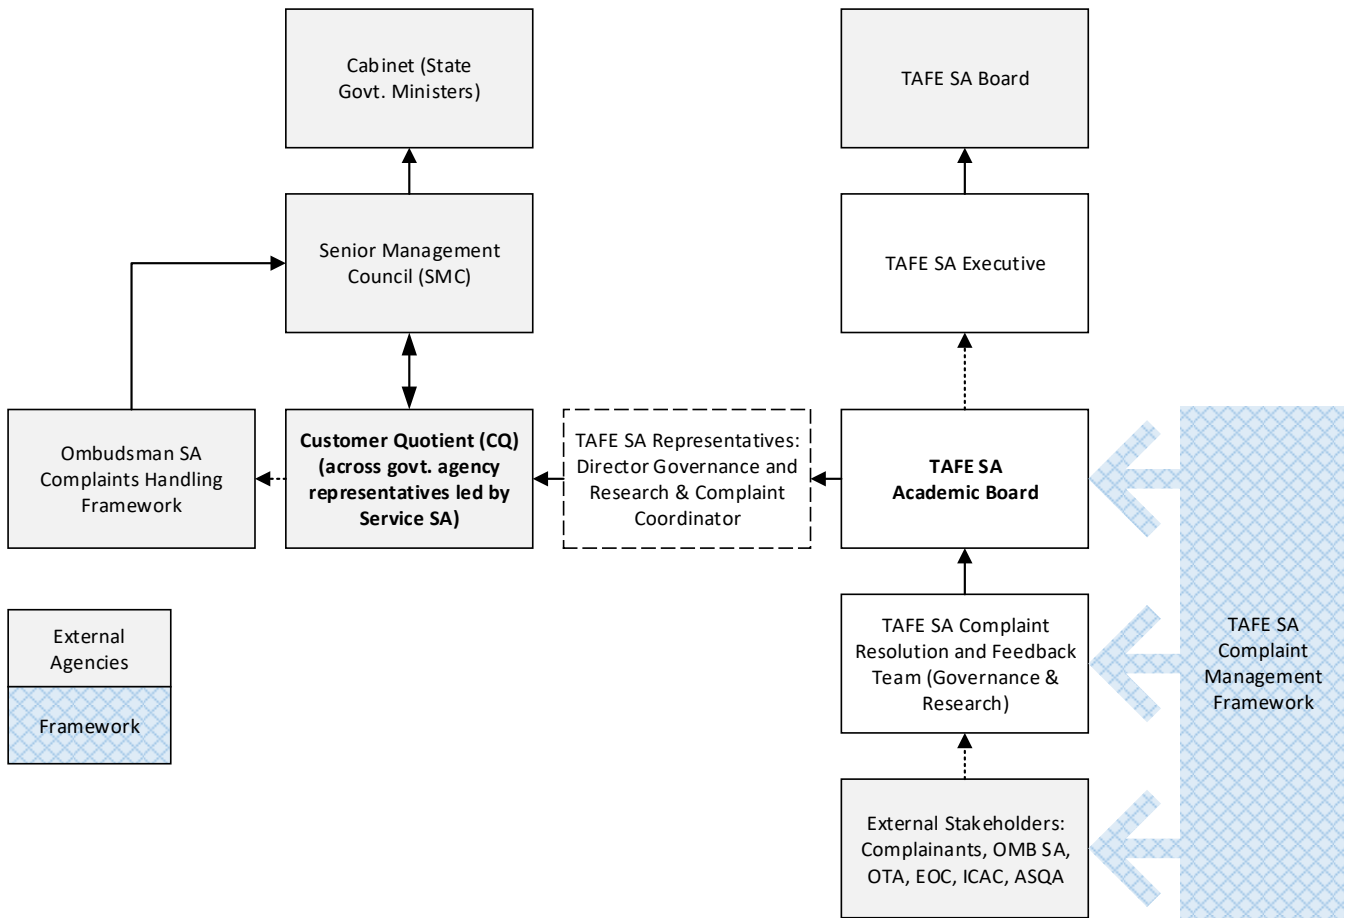 Cabinet (State
Govt. Ministers)
TAFE SA Board
Senior Management
Council (SMC)
TAFE SA Executive
Ombudsman SA
Complaints Handling
Framework
Customer Quotient (CQ)
(across govt. agency
representatives led by
Service SA)
TAFE SA Representatives:
Director Governance and
Research & Complaint
Coordinator
TAFE SA
Academic Board
External
Agencies
Framework
TAFE SA Complaint
Resolution and Feedback
Team (Governance &
Research)
TAFE SA
Complaint
Management
Framework
External Stakeholders:
Complainants, OMB SA,
OTA, EOC, ICAC, ASQA